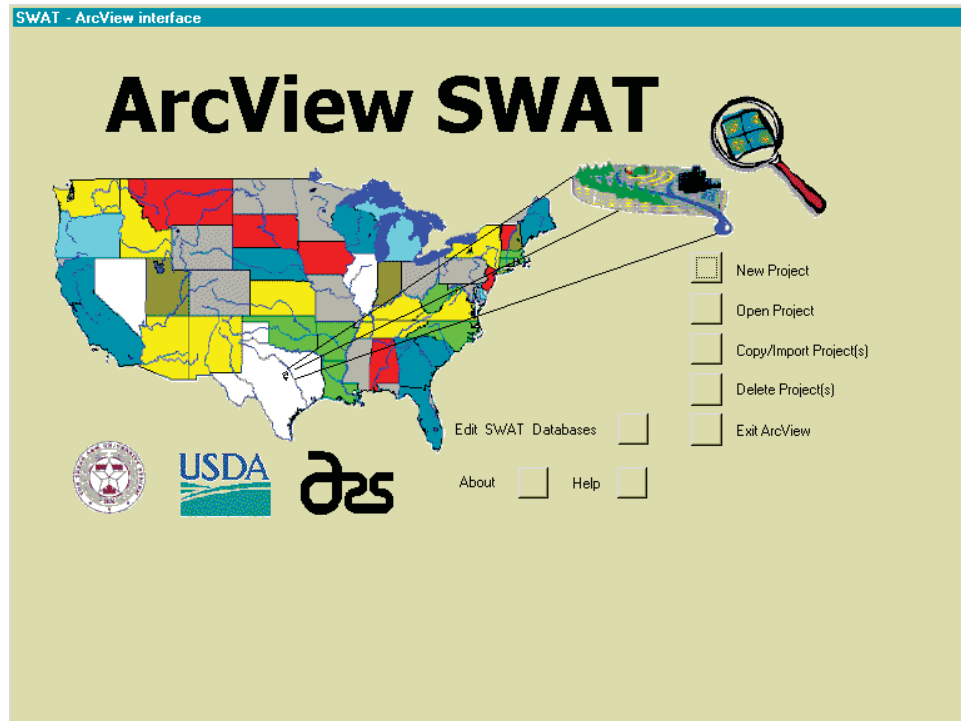 SWAT - ArcView interface
ArcView SWAT
New Project
Open Project
Copy/Import Project(s)
Delete Project(s)
Edit SWAT Databases
Exit ArcView
About
Help
USDA
ars